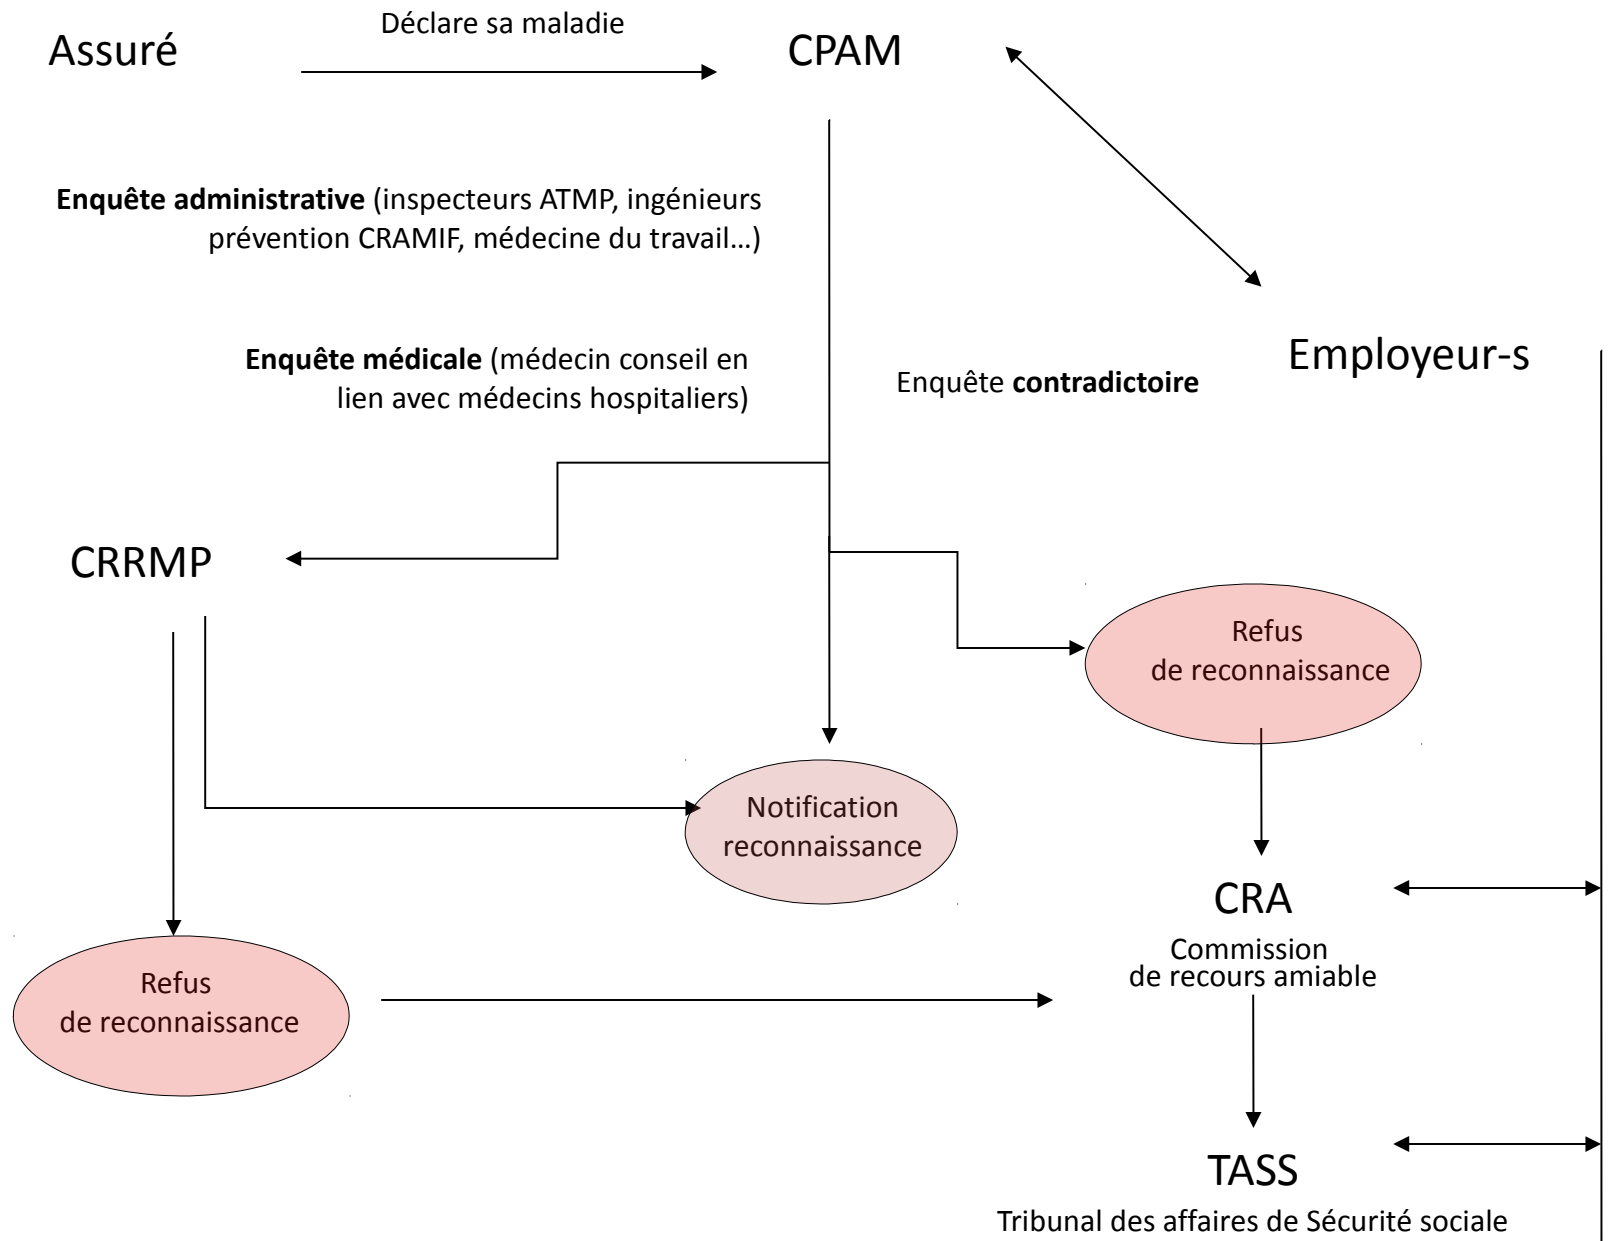 Déclare sa maladie
Assuré
CPAM
Enquête administrative (inspecteurs ATMP, ingénieurs
prévention CRAMIF, médecine du travail…)
Enquête médicale (médecin conseil en
lien avec médecins hospitaliers)
Enquête contradictoire
Employeur-s
CRRMP
Refus
de reconnaissance
Notification
reconnaissance
CRA
Commission
de recours amiable
Refus
de reconnaissance
TASS
Tribunal des affaires de Sécurité sociale